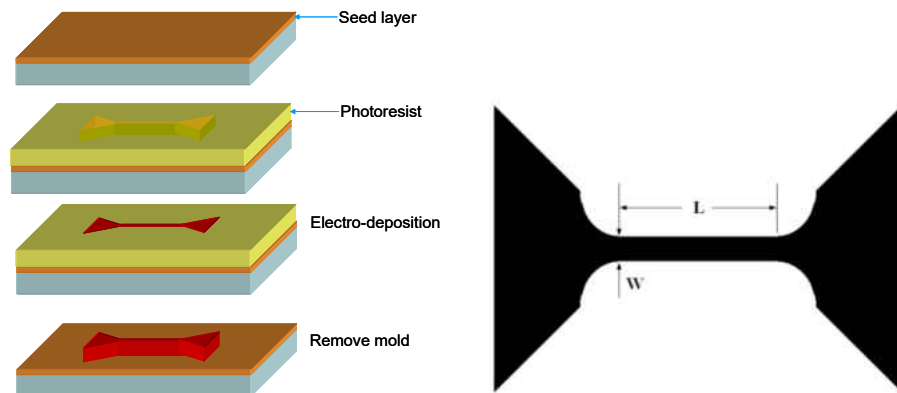 Seed layer
Photoresist
Electro-deposition
Remove mold
L
W